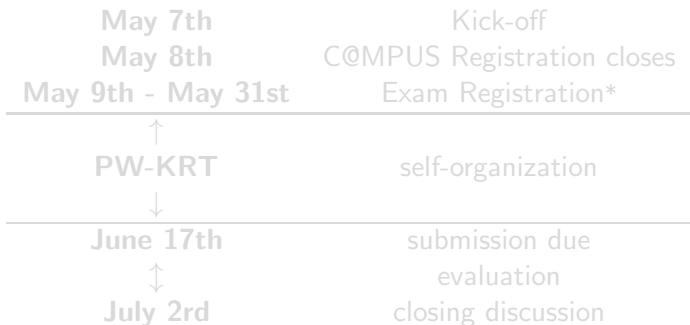 May 7th Kick-off
May 8th C@MPUS Registration closes
May 9th - May 31st Exam Registration*
↑
PW-KRT self-organization
↓
June 17th submission due
↕ evaluation
July 2rd closing discussion